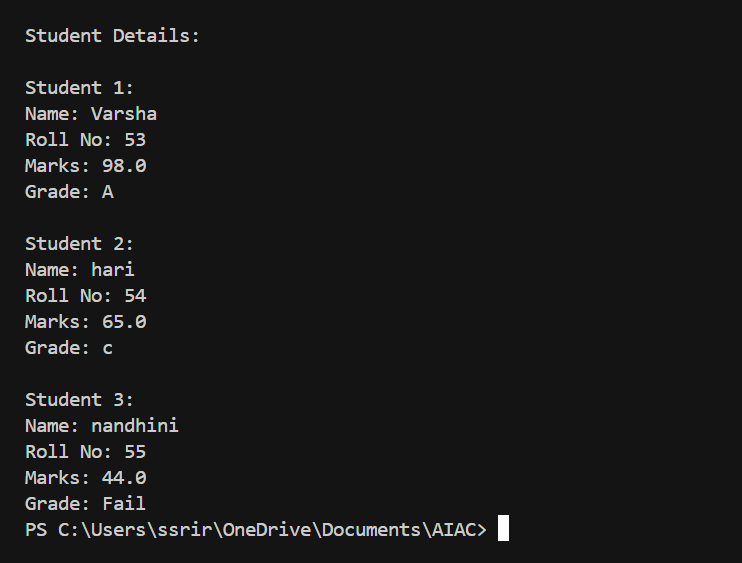 Student Details:
Student 1:
Name: Varsha
Roll No: 53
Marks: 98.0
Grade: A
Student 2:
Name: hari
Roll No: 54
Marks: 65.0
Grade: c
Student 3:
Name: nandhini
Roll No: 55
Marks: 44.0
Grade: Fail
PS C:\Users\ssrir\OneDrive\Documents\AIAC>